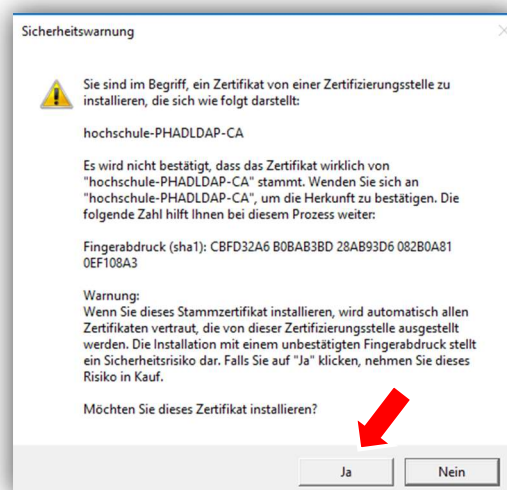 Sicherheitswarnung
Sie sind im Begriff, ein Zertifikat von einer Zertifizierungsstelle zu
installieren, die sich wie folgt darstellt:
hochschule-PHADLDAP-CA
Es wird nicht bestätigt, dass das Zertifikat wirklich von
"hochschule-PHADLDAP-CA" stammt. Wenden Sie sich an
"hochschule-PHADLDAP-CA", um die Herkunft zu bestätigen. Die
folgende Zahl hilft Ihnen bei diesem Prozess weiter:
Fingerabdruck (sha1): CBFD32A6 B0BAB3BD 28AB93D6 082B0A81
0EF108A3
Warnung:
Wenn Sie dieses Stammzertifikat installieren, wird automatisch allen
Zertifikaten vertraut, die von dieser Zertifizierungsstelle ausgestellt
werden. Die Installation mit einem unbestätigten Fingerabdruck stellt
ein Sicherheitsrisiko dar. Falls Sie auf "Ja" klicken, nehmen Sie dieses
Risiko in Kauf.
Möchten Sie dieses Zertifikat installieren?
Ja
Nein